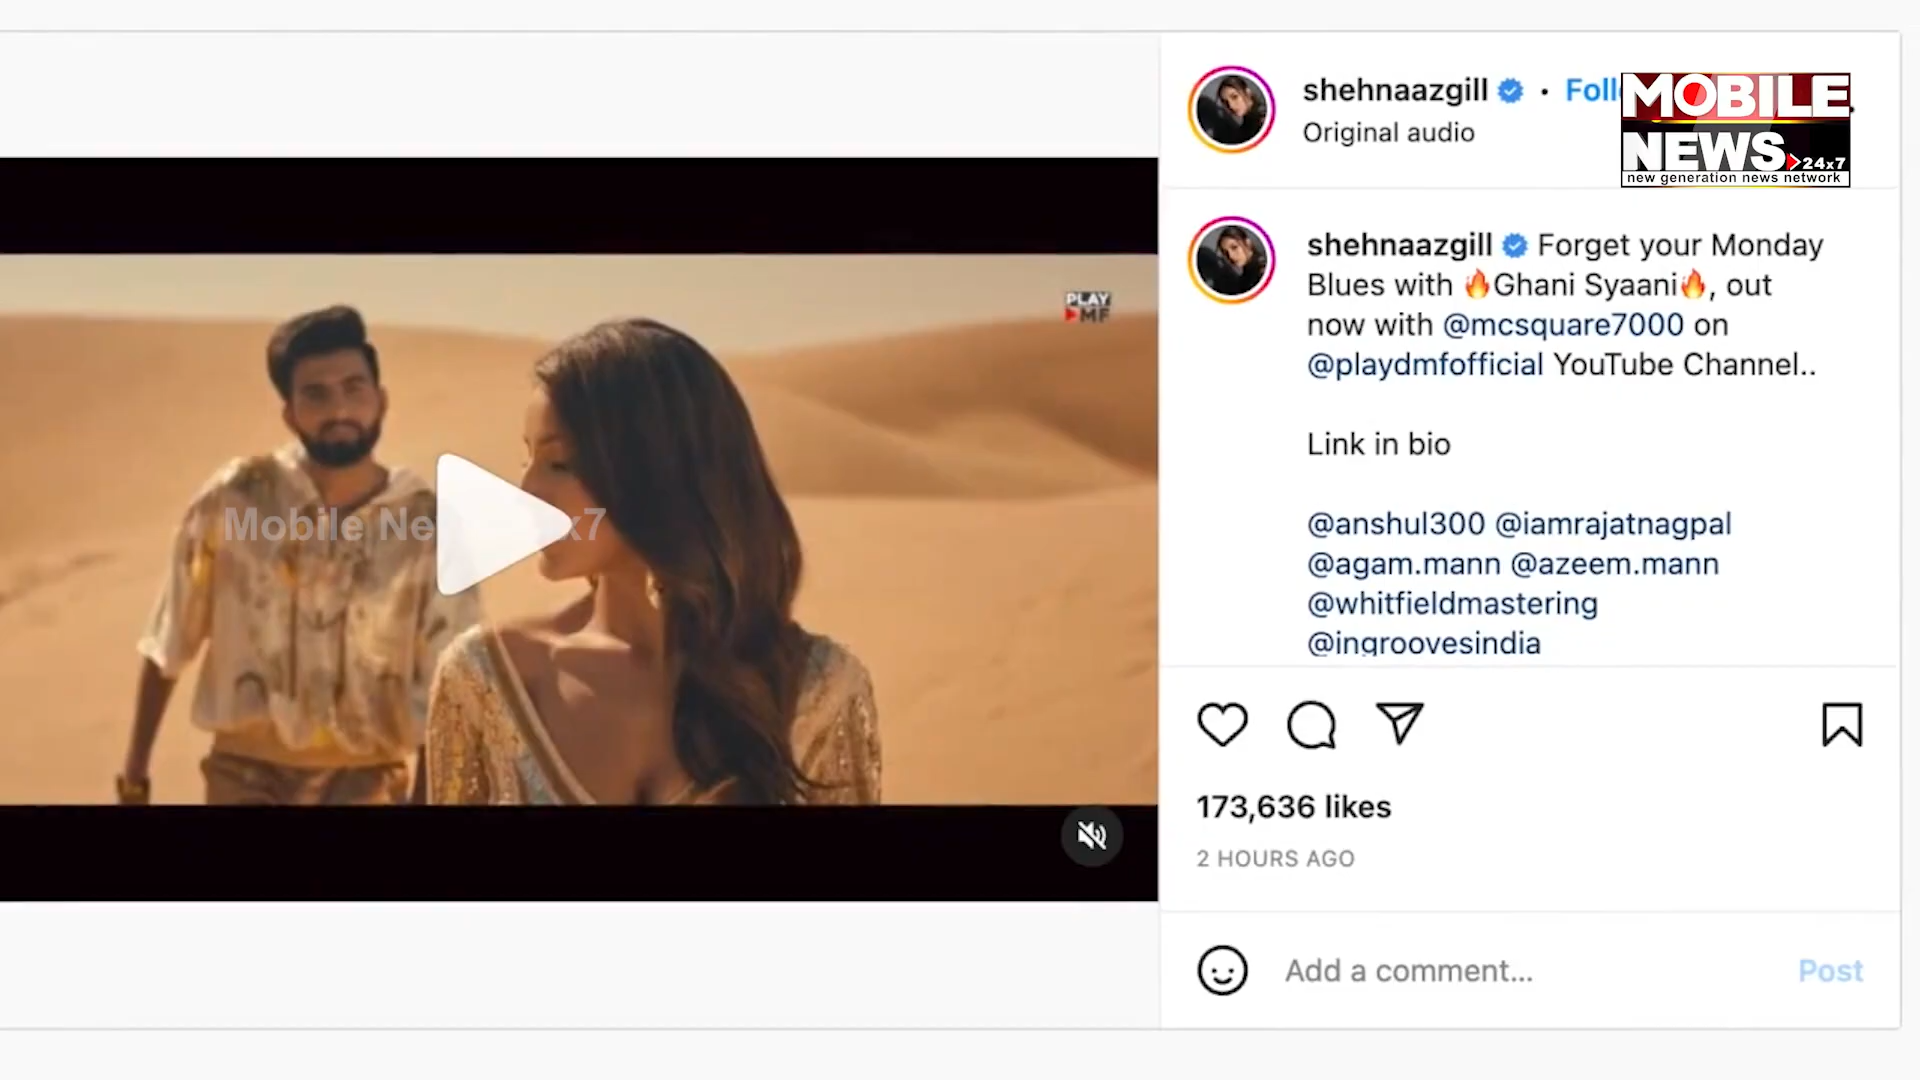 shehnaazgill • Foll
Original audio
MOBILE
NEWS 24x7
new generation news network
shehnaazgill Forget your Monday
Blues with 🔥Ghani Syaani🔥, out
now with @mcsquare7000 on
@playdmfofficial YouTube Channel..
Link in bio
@anshul300 @iamrajatnagpal
@agam.mann @azeem.mann
@whitfieldmastering
@ingroovesindia
PLAY
MF
Mobile Ne x7
173,636 likes
2 HOURS AGO
Add a comment... Post